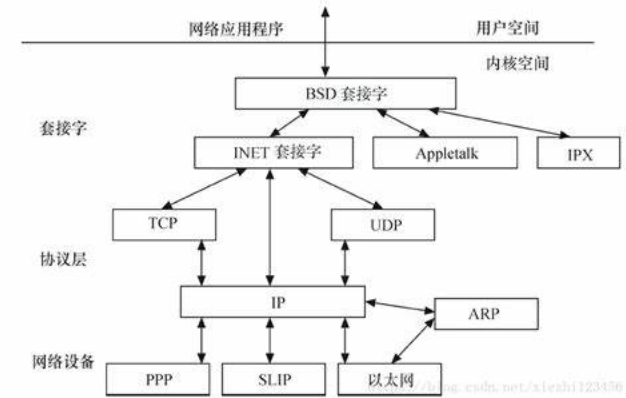 网络应用程序
用户空间
内核空间
BSD 套接字
套接字
INET 套接字
Appletalk
IPX
TCP
UDP
协议层
IP
ARP
网络设备
PPP
SLIP
以太网
http://blog.csdn.net/xiezhi123456